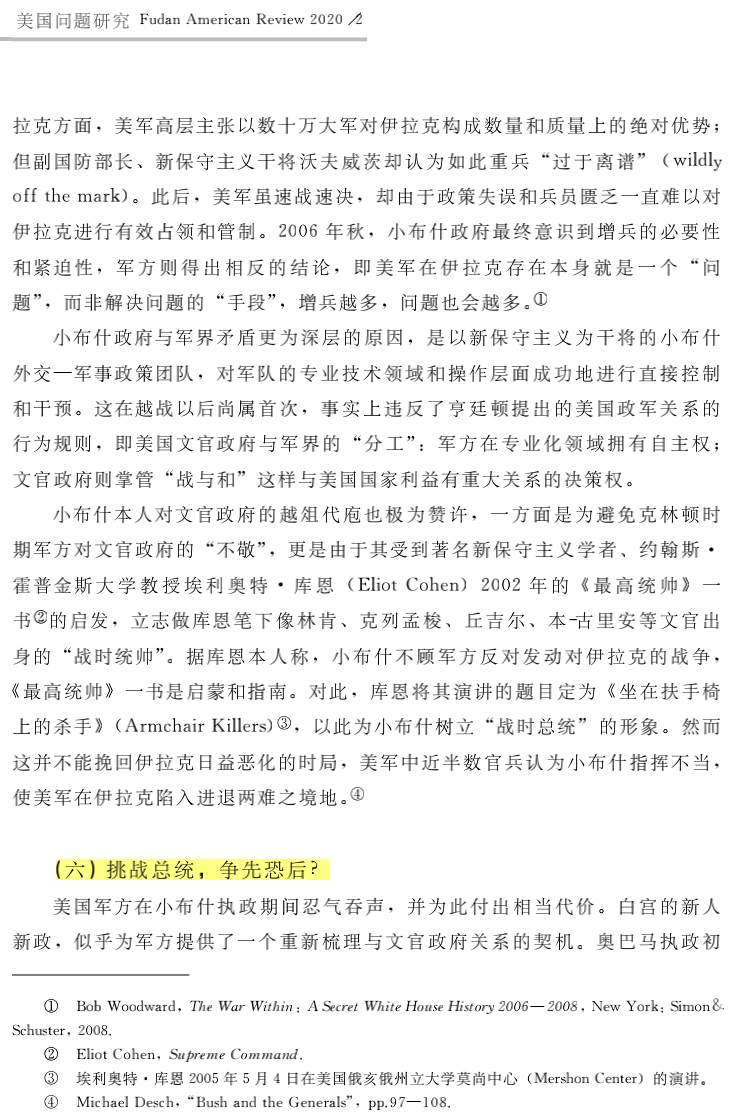 美国问题研究 Fudan American Review 2020 /2
拉克方面，美军高层主张以数十万大军对伊拉克构成数量和质量上的绝对优势；
但副国防部长、新保守主义干将沃夫威茨却认为如此重兵“过于离谱”（wildly
off the mark）。此后，美军虽速战速决，却由于政策失误和兵员匮乏一直难以对
伊拉克进行有效占领和管制。2006 年秋，小布什政府最终意识到增兵的必要性
和紧迫性，军方则得出相反的结论，即美军在伊拉克存在本身就是一个“问
题”，而非解决问题的“手段”，增兵越多，问题也会越多。①
小布什政府与军界矛盾更为深层的原因，是以新保守主义为干将的小布什
外交—军事政策团队，对军队的专业技术领域和操作层面成功地进行直接控制
和干预。这在越战以后尚属首次，事实上违反了亨廷顿提出的美国政军关系的
行为规则，即美国文官政府与军界的“分工”：军方在专业化领域拥有自主权；
文官政府则掌管“战与和”这样与美国国家利益有重大关系的决策权。
小布什本人对文官政府的越俎代庖也极为赞许，一方面是为避免克林顿时
期军方对文官政府的“不敬”，更是由于其受到著名新保守主义学者、约翰斯·
霍普金斯大学教授埃利奥特·库恩（Eliot Cohen）2002 年的《最高统帅》一
书②的启发，立志做库恩笔下像林肯、克列孟梭、丘吉尔、本-古里安等文官出
身的“战时统帅”。据库恩本人称，小布什不顾军方反对发动对伊拉克的战争，
《最高统帅》一书是启蒙和指南。对此，库恩将其演讲的题目定为《坐在扶手椅
上的杀手》（Armchair Killers）③，以此为小布什树立“战时总统”的形象。然而
这并不能挽回伊拉克日益恶化的时局，美军中近半数官兵认为小布什指挥不当，
使美军在伊拉克陷入进退两难之境地。④
（六）挑战总统，争先恐后？
美国军方在小布什执政期间忍气吞声，并为此付出相当代价。白宫的新人
新政，似乎为军方提供了一个重新梳理与文官政府关系的契机。奥巴马执政初
① Bob Woodward, The War Within: A Secret White House History 2006—2008, New York: Simon &
Schuster, 2008.
② Eliot Cohen, Supreme Command.
③ 埃利奥特·库恩 2005 年 5 月 4 日在美国俄亥俄州立大学莫尚中心（Mershon Center）的演讲。
④ Michael Desch, “Bush and the Generals”, pp.97—108.